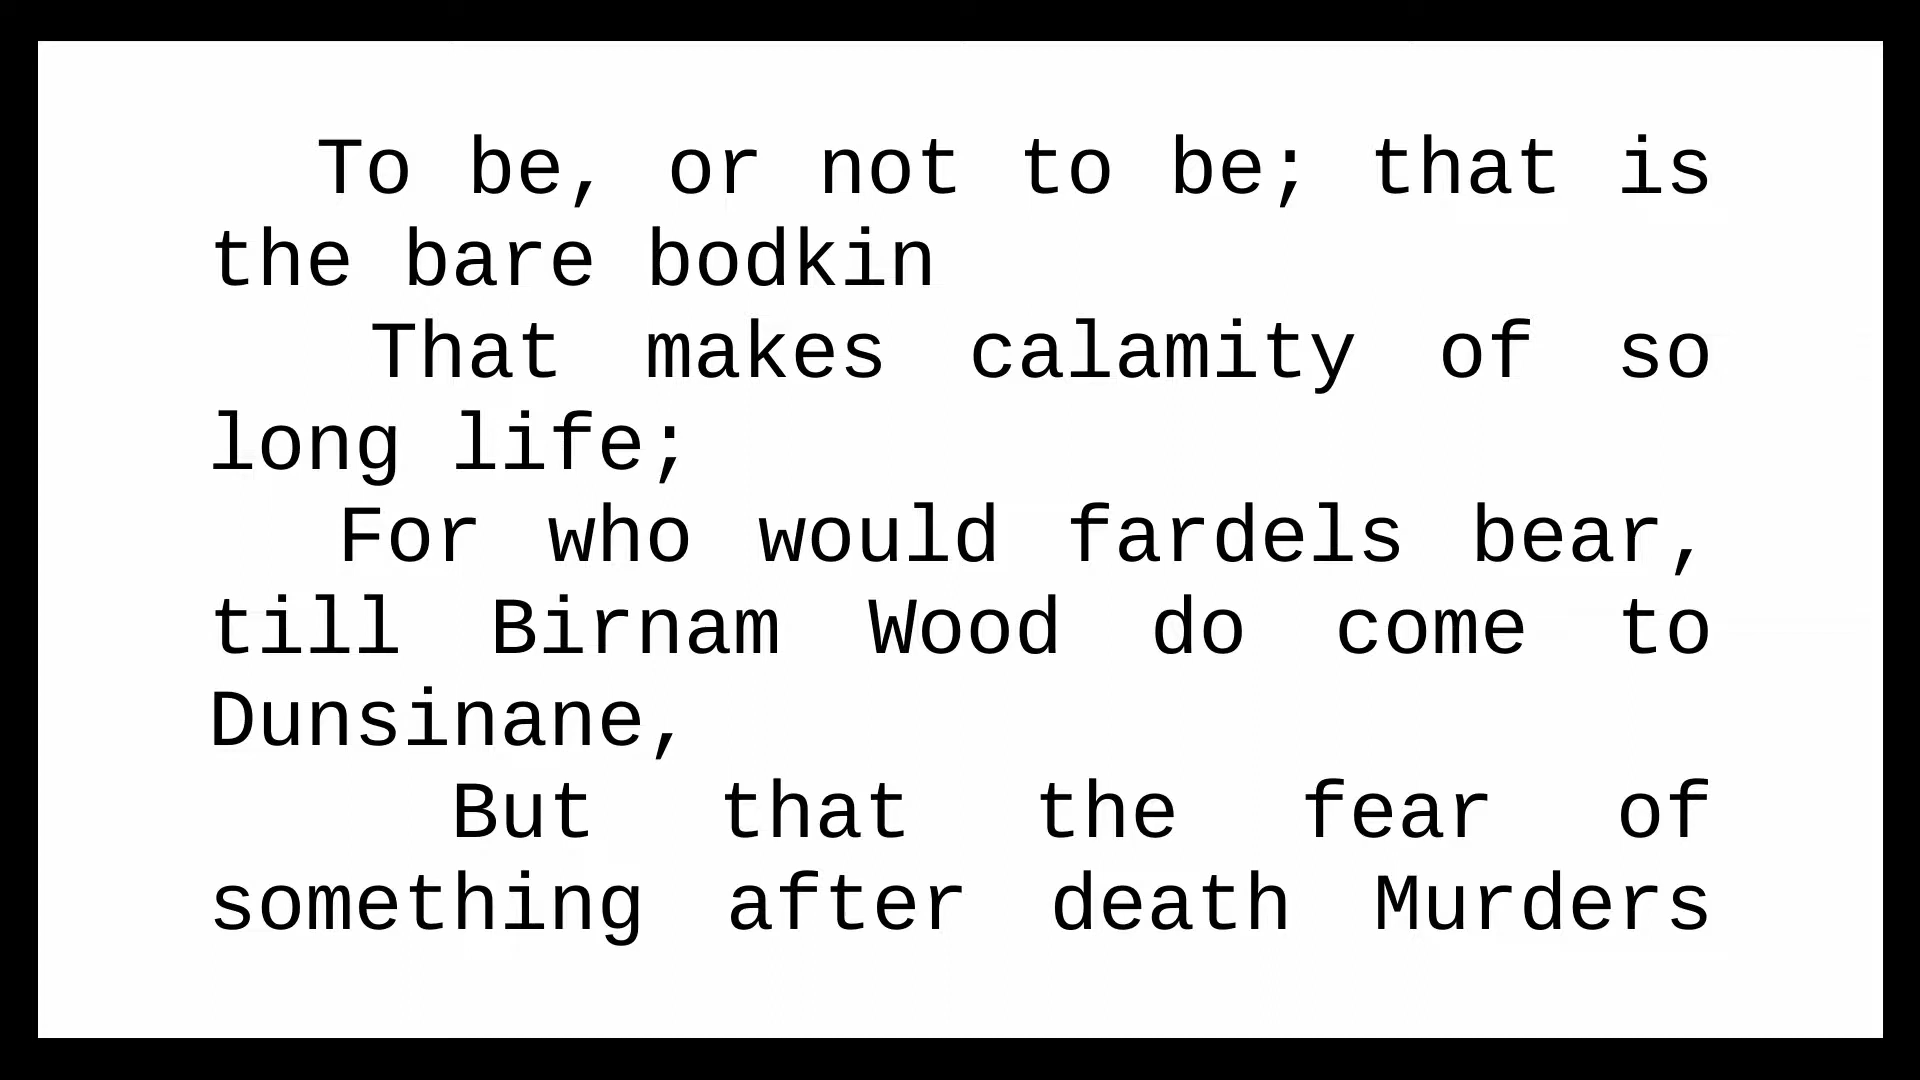 To be, or not to be; that is
the bare bodkin
That makes calamity of so
long life;
For who would fardels bear,
till Birnam Wood do come to
Dunsinane,
But that the fear of
something after death Murders